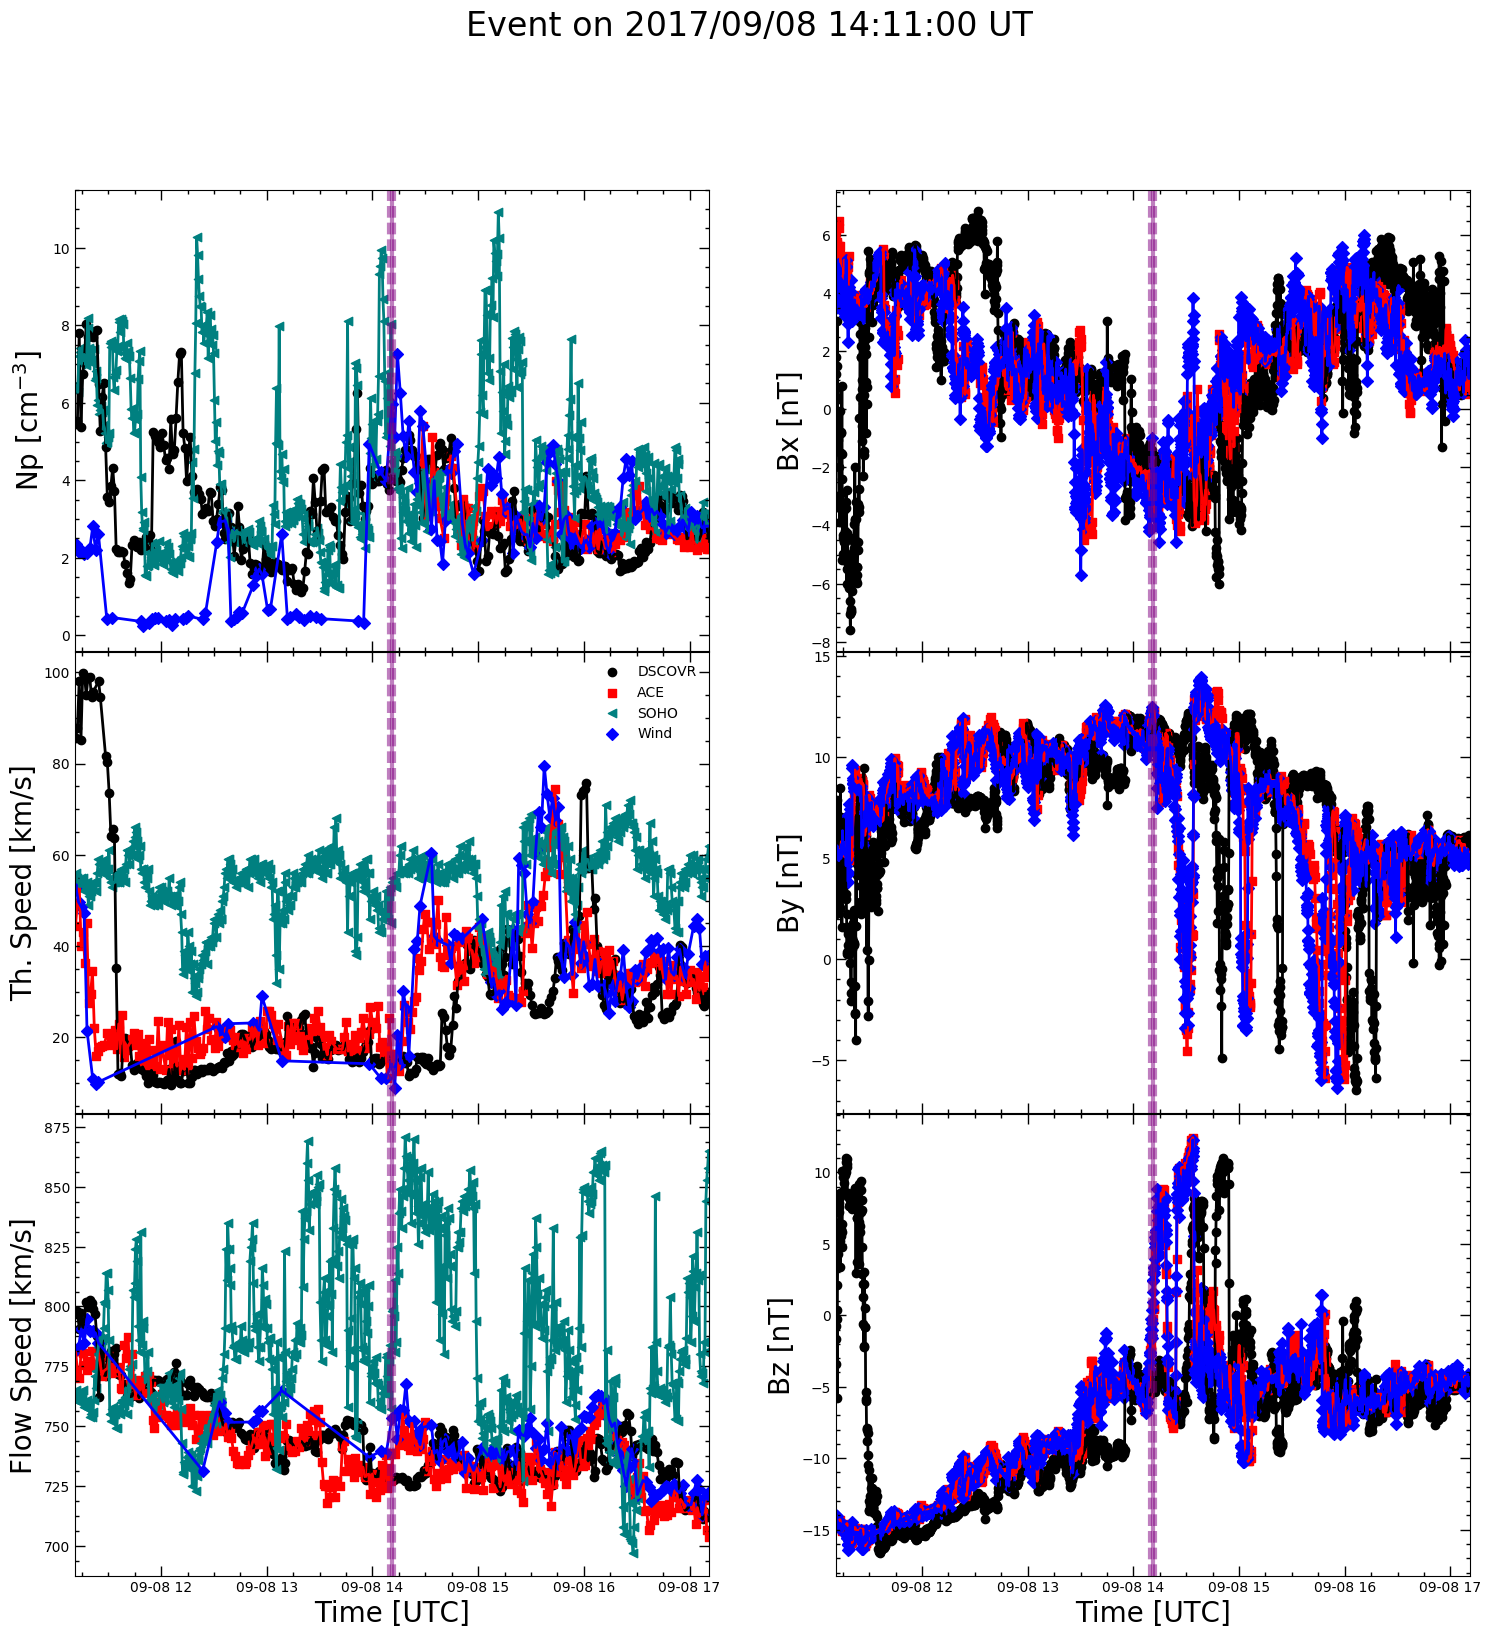 Event on 2017/09/08 14:11:00 UT
Np [cm⁻³]
10
8
6
4
2
0
Bx [nT]
6
4
2
0
−2
−4
−6
−8
Th. Speed [km/s]
100
80
60
40
20
DSCOVR
ACE
SOHO
Wind
By [nT]
15
10
5
0
−5
Flow Speed [km/s]
875
850
825
800
775
750
725
700
09-08 12 09-08 13 09-08 14 09-08 15 09-08 16 09-08 17
Time [UTC]
Bz [nT]
10
5
0
−5
−10
−15
09-08 12 09-08 13 09-08 14 09-08 15 09-08 16 09-08 17
Time [UTC]